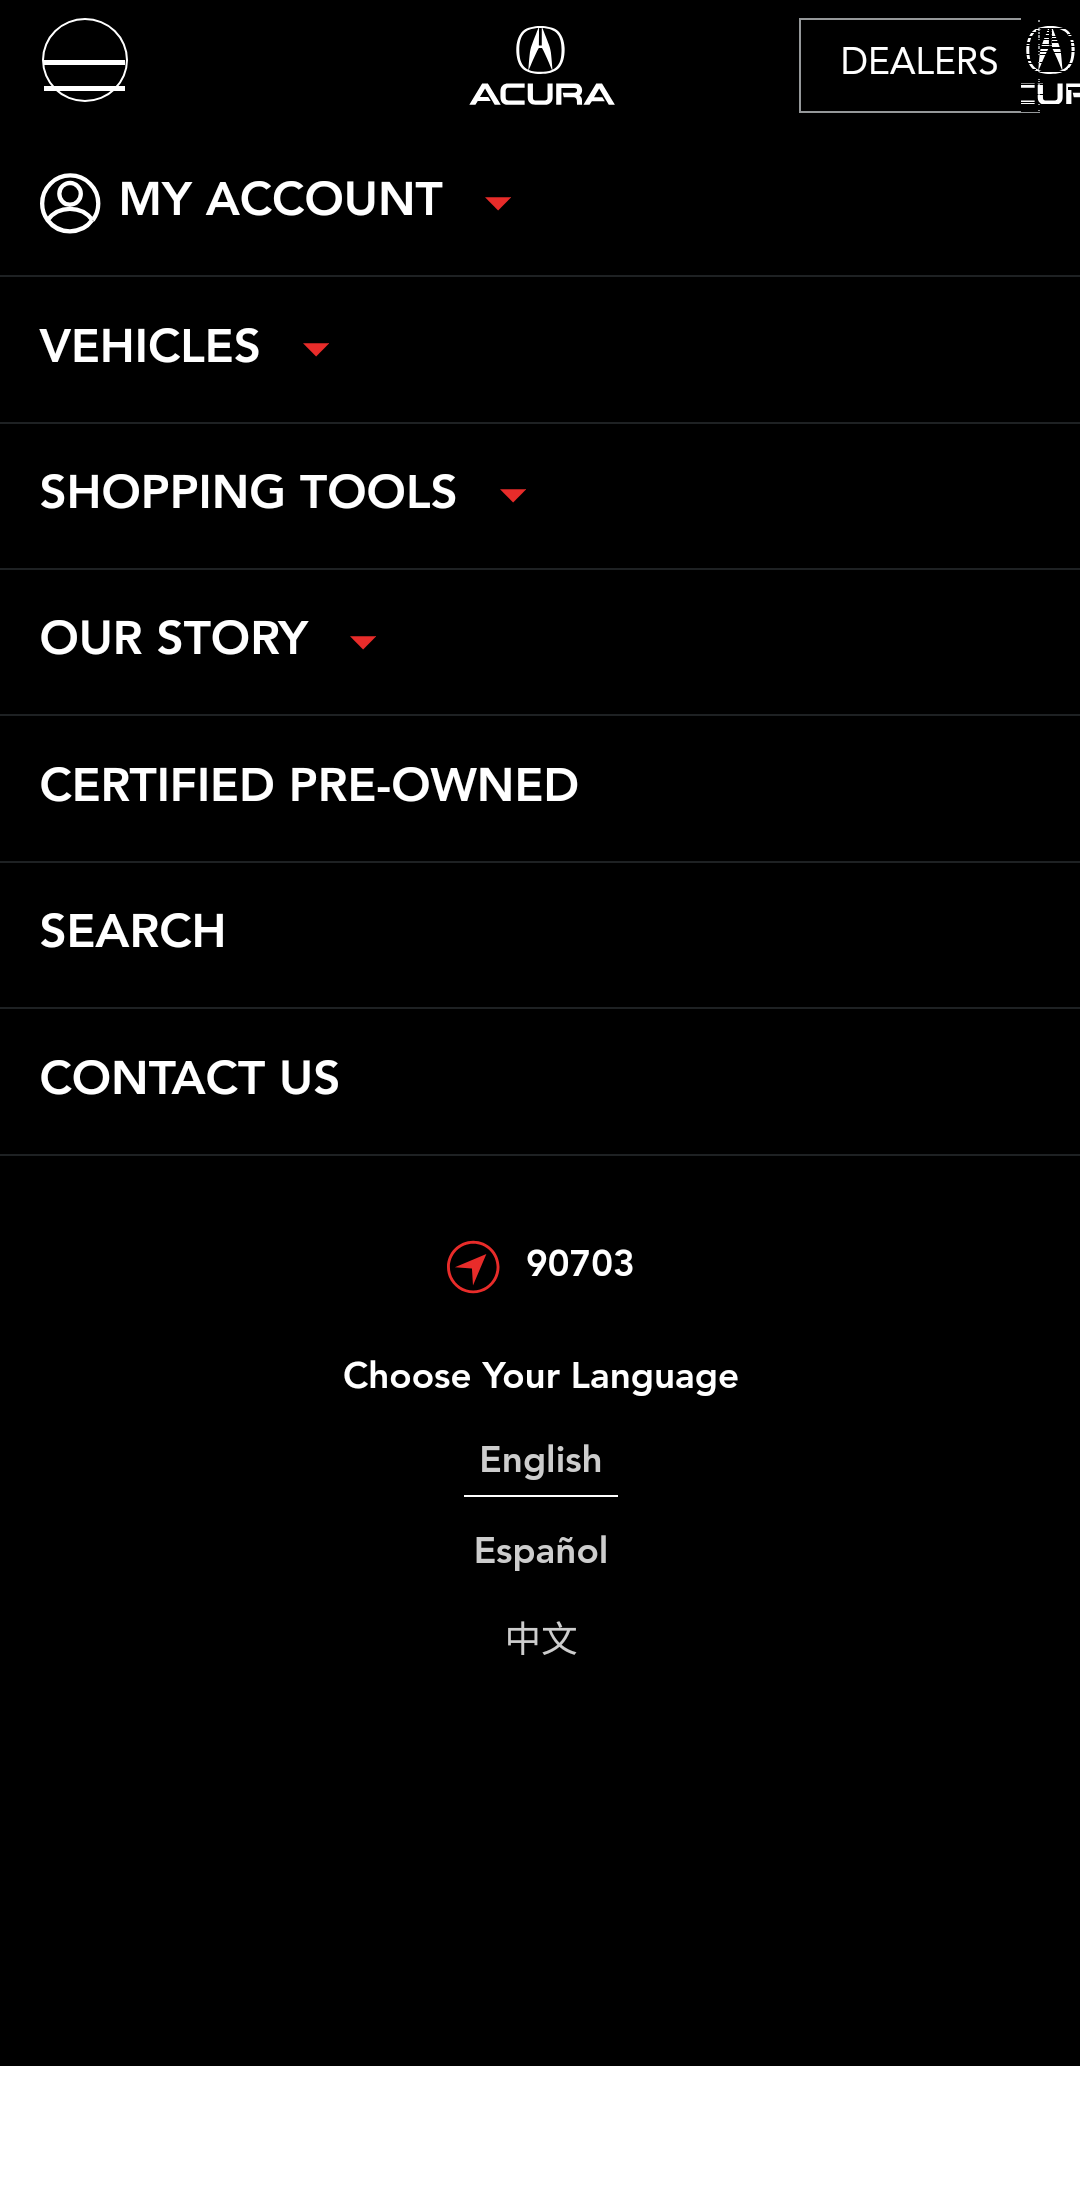 ACURA
DEALERS
MY ACCOUNT
VEHICLES
SHOPPING TOOLS
OUR STORY
CERTIFIED PRE-OWNED
SEARCH
CONTACT US
90703
Choose Your Language
English
Español
中文